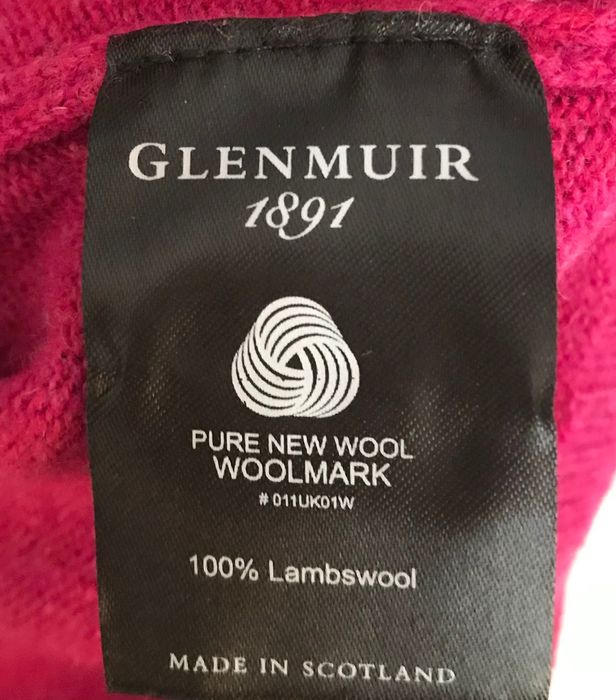 GLENMUIR
1891
PURE NEW WOOL
WOOLMARK
# 011UK01W
100% Lambswool
MADE IN SCOTLAND